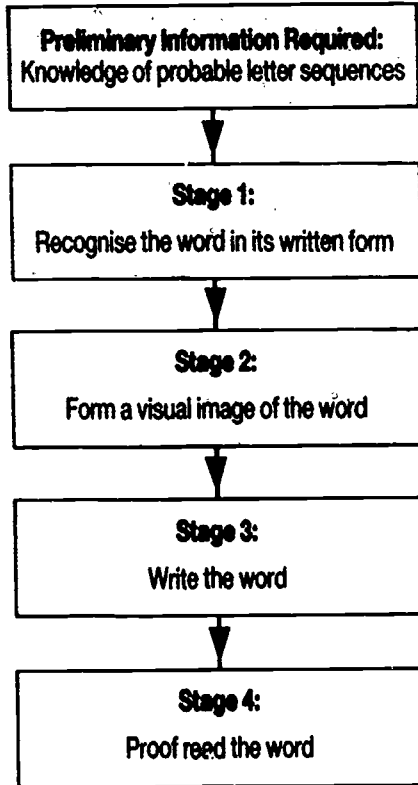 Preliminary Information Required:
Knowledge of probable letter sequences
Stage 1:
Recognise the word in its written form
Stage 2:
Form a visual image of the word
Stage 3:
Write the word
Stage 4:
Proof read the word